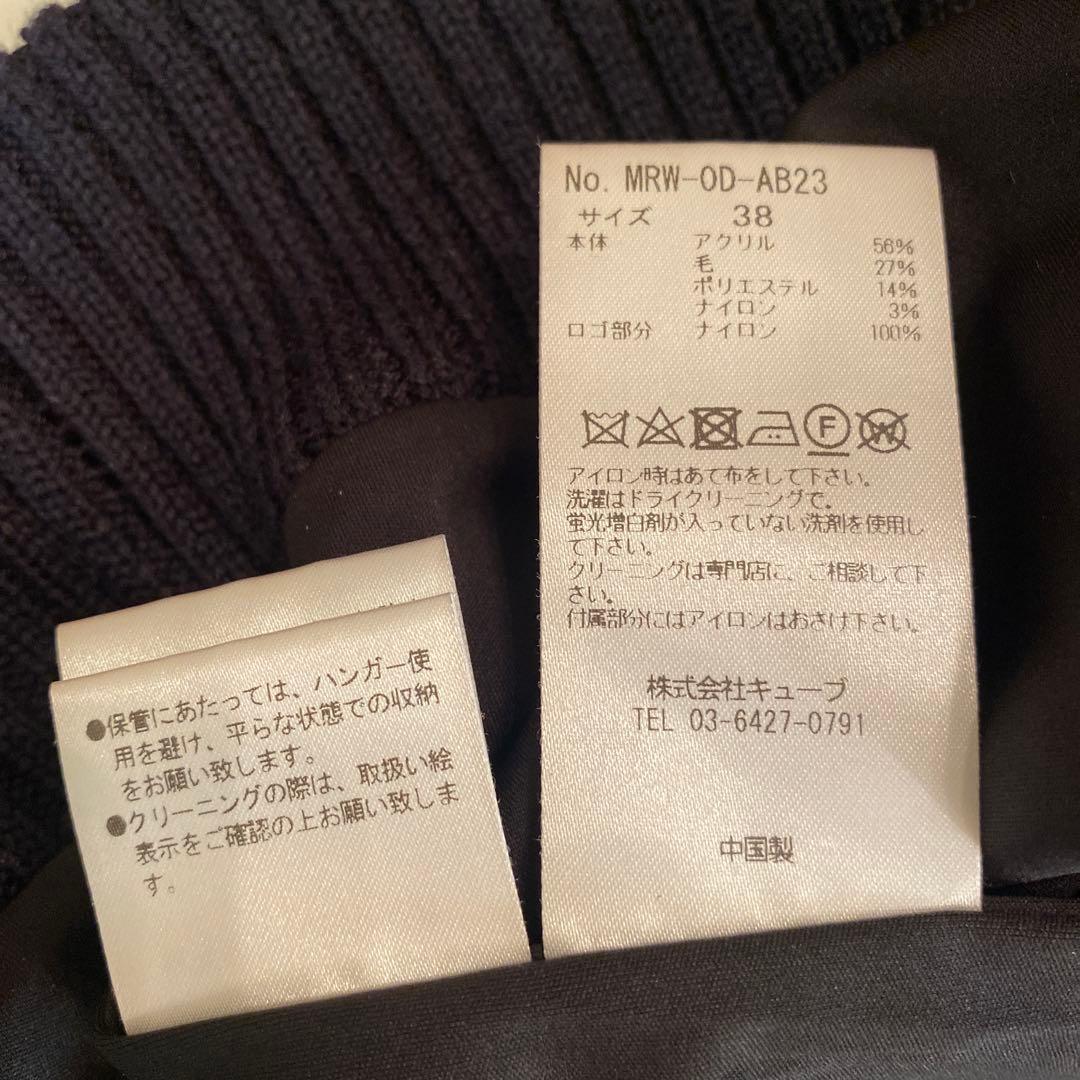 No. MRW-OD-AB23
サイズ 38
本体 アクリル 56%
毛 27%
ポリエステル 14%
ナイロン 3%
ロゴ部分 ナイロン 100%
F W
アイロン時はあて布をして下さい。
洗濯はドライクリーニングで。
蛍光増白剤が入っていない洗剤を使用し
て下さい。
クリーニングは専門店に、ご相談して下
さい。
付属部分にはアイロンはおさけ下さい。
株式会社キューブ
TEL 03-6427-0791
中国製
●保管にあたっては、ハンガー使
用を避け、平らな状態での収納
をお願い致します。
●クリーニングの際は、取扱い絵
表示をご確認の上お願い致しま
す。